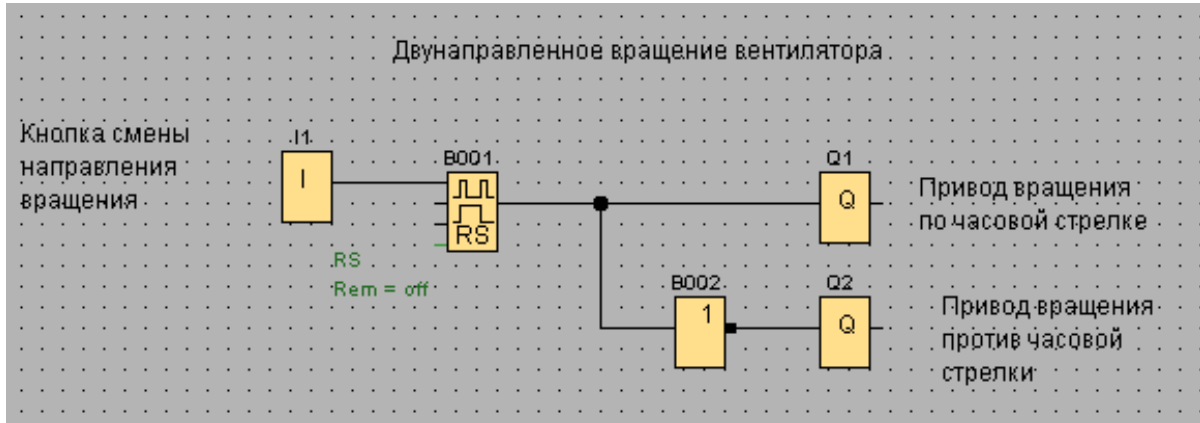 Двунаправленное вращение вентилятора
Кнопка смены
направления
вращения
I1
I
B001
RS
RS
Rem = off
Q1
Q
Привод вращения
по часовой стрелке
B002
1
Q2
Q
Привод вращения
против часовой
стрелки